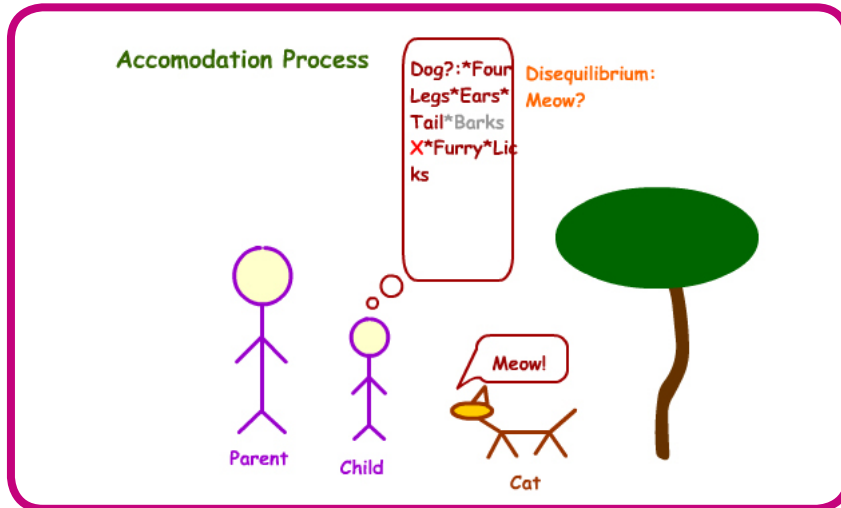 Accomodation Process
Dog?:*Four
Legs*Ears*
Tail*Barks
X*Furry*Lic
ks
Disequilibrium:
Meow?
Meow!
Parent
Child
Cat